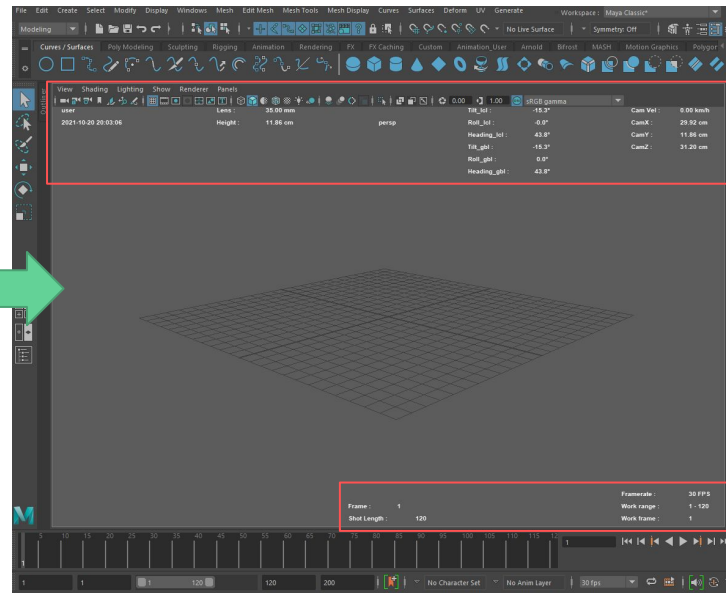 File Edit Create Select Modify Display Windows Mesh Edit Mesh Mesh Tools Mesh Display Curves Surfaces Deform UV Generate Workspace : Maya Classic*
Modeling No Live Surface Symmetry: Off
Curves / Surfaces Poly Modeling Sculpting Rigging Animation Rendering FX FX Caching Custom Animation_User Arnold Bifrost MASH Motion Graphics Polygor
View Shading Lighting Show Renderer Panels
0.00 1.00 sRGB gamma
user Lens : 35.00 mm Tilt_lcl : -15.3° Cam Vel : 0.00 km/h
2021-10-20 20:03:06 Height : 11.86 cm persp Roll_lcl : -0.0° CamX : 29.92 cm
Heading_lcl : 43.8° CamY : 11.86 cm
Tilt_gbl : -15.3° CamZ : 31.20 cm
Roll_gbl : 0.0°
Heading_gbl : 43.8°
Framerate : 30 FPS
Frame : 1 Work range : 1 - 120
Shot Length : 120 Work frame : 1
5 10 15 20 25 30 35 40 45 50 55 60 65 70 75 80 85 90 95 100 105 110 115 12 1
1
1 1 1 120 120 200 No Character Set No Anim Layer 30 fps